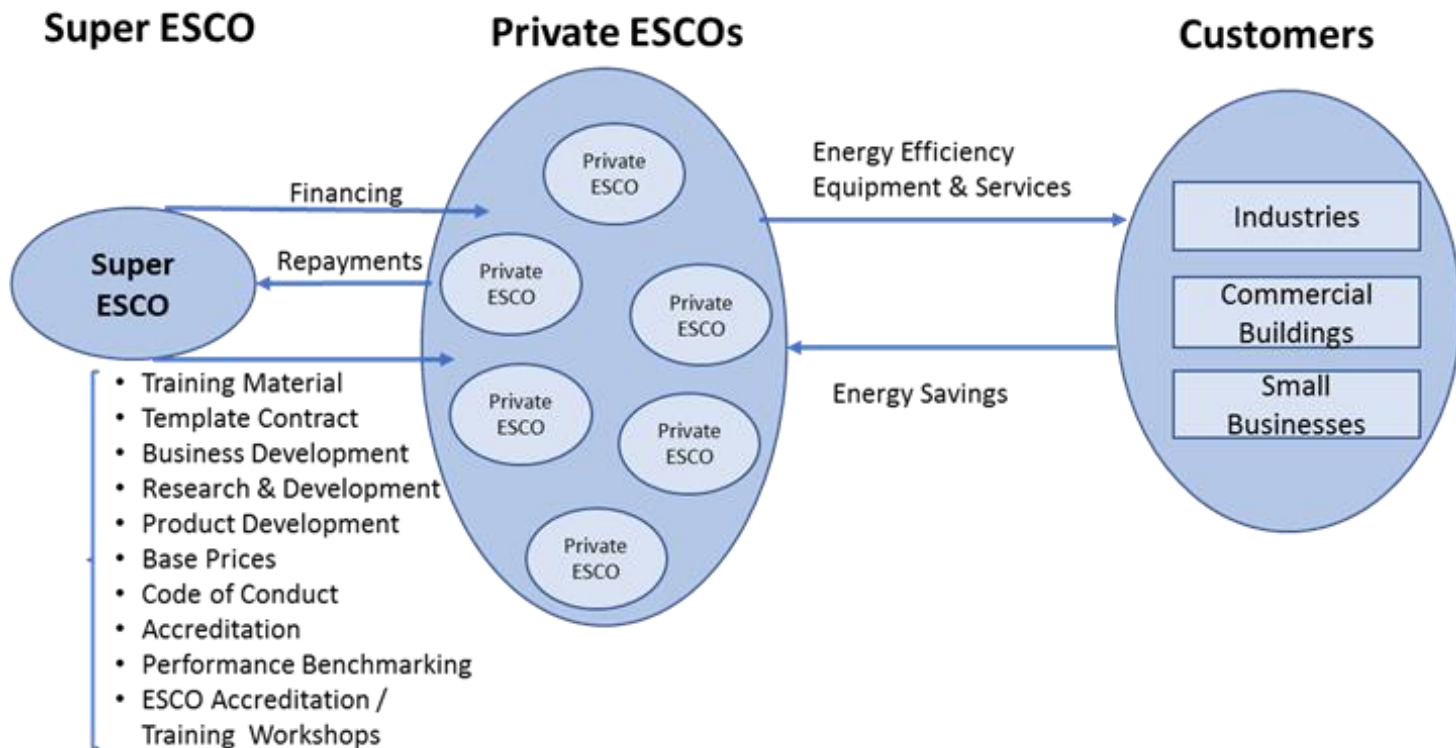 Super ESCO
Private ESCOs
Customers
Financing
Repayments
Super
ESCO
• Training Material
• Template Contract
• Business Development
• Research & Development
• Product Development
• Base Prices
• Code of Conduct
• Accreditation
• Performance Benchmarking
• ESCO Accreditation /
Training Workshops
Private
ESCO
Private
ESCO
Private
ESCO
Private
ESCO
Private
ESCO
Private
ESCO
Energy Efficiency
Equipment & Services
Energy Savings
Industries
Commercial
Buildings
Small
Businesses